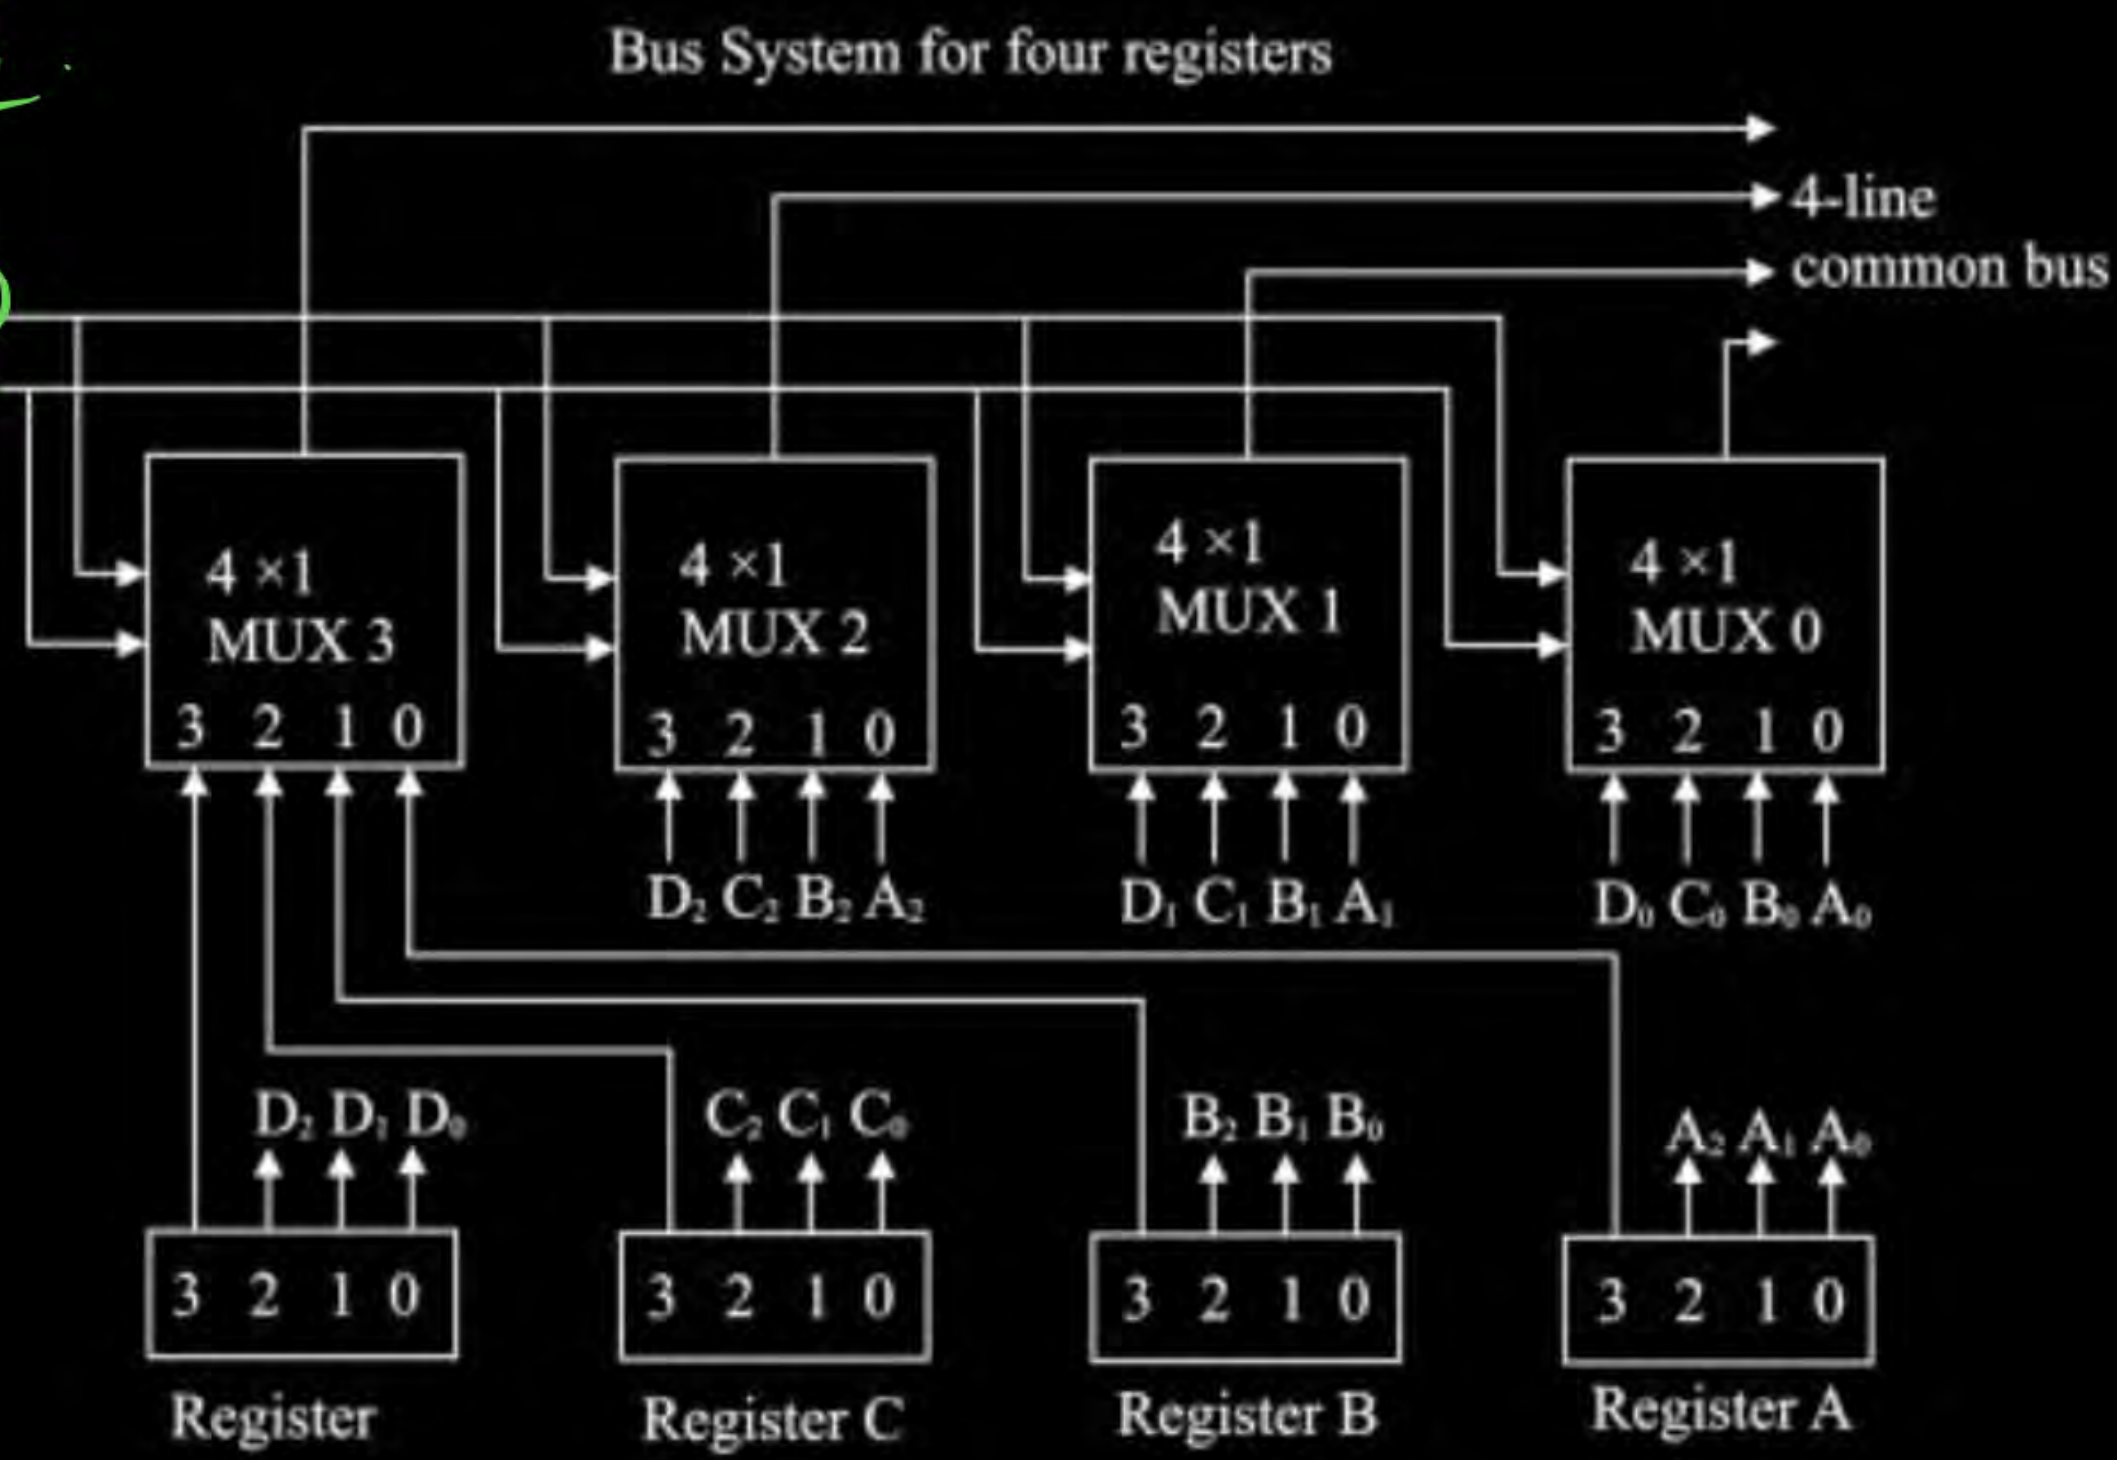 Bus System for four registers
4-line
common bus
4 ×1
MUX 3
3 2 1 0
4 ×1
MUX 2
3 2 1 0
4 ×1
MUX 1
3 2 1 0
4 ×1
MUX 0
3 2 1 0
D₂ C₂ B₂ A₂
D₁ C₁ B₁ A₁
D₀ C₀ B₀ A₀
D₂ D₁ D₀
C₂ C₁ C₀
B₂ B₁ B₀
A₂ A₁ A₀
3 2 1 0
3 2 1 0
3 2 1 0
3 2 1 0
Register
Register C
Register B
Register A